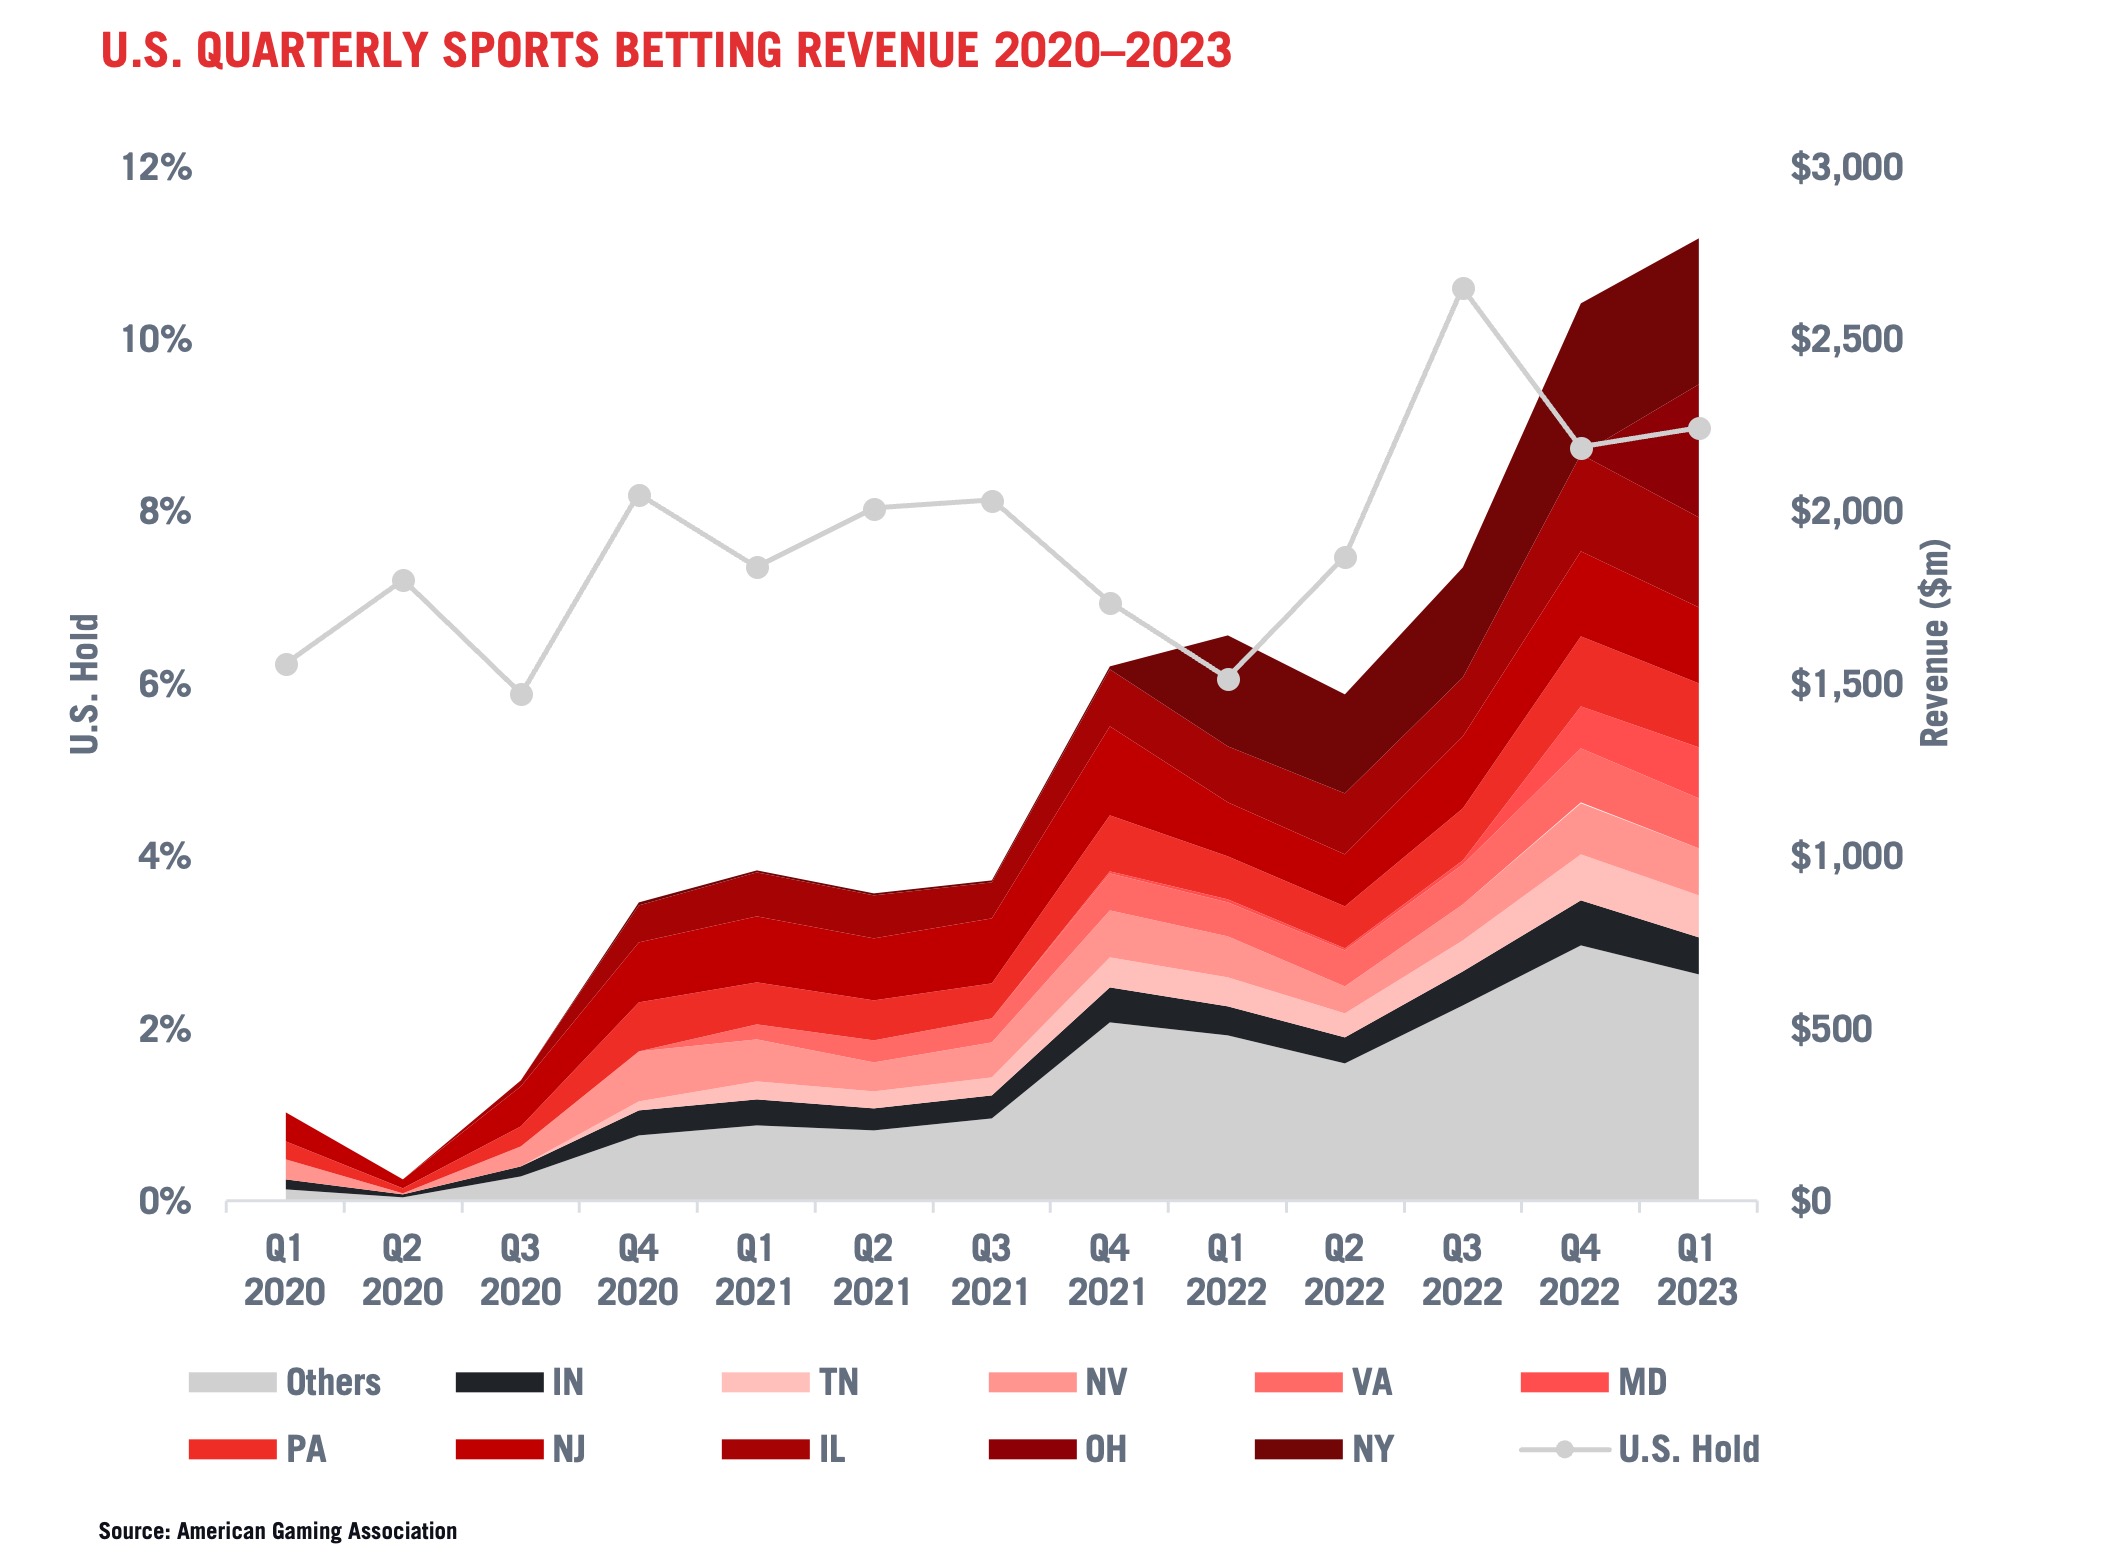 U.S. QUARTERLY SPORTS BETTING REVENUE 2020–2023
12%
10%
8%
6%
4%
2%
0%
U.S. Hold
$3,000
$2,500
$2,000
$1,500
$1,000
$500
$0
Revenue ($m)
Q1 2020
Q2 2020
Q3 2020
Q4 2020
Q1 2021
Q2 2021
Q3 2021
Q4 2021
Q1 2022
Q2 2022
Q3 2022
Q4 2022
Q1 2023
Others IN TN NV VA MD
PA NJ IL OH NY U.S. Hold
Source: American Gaming Association